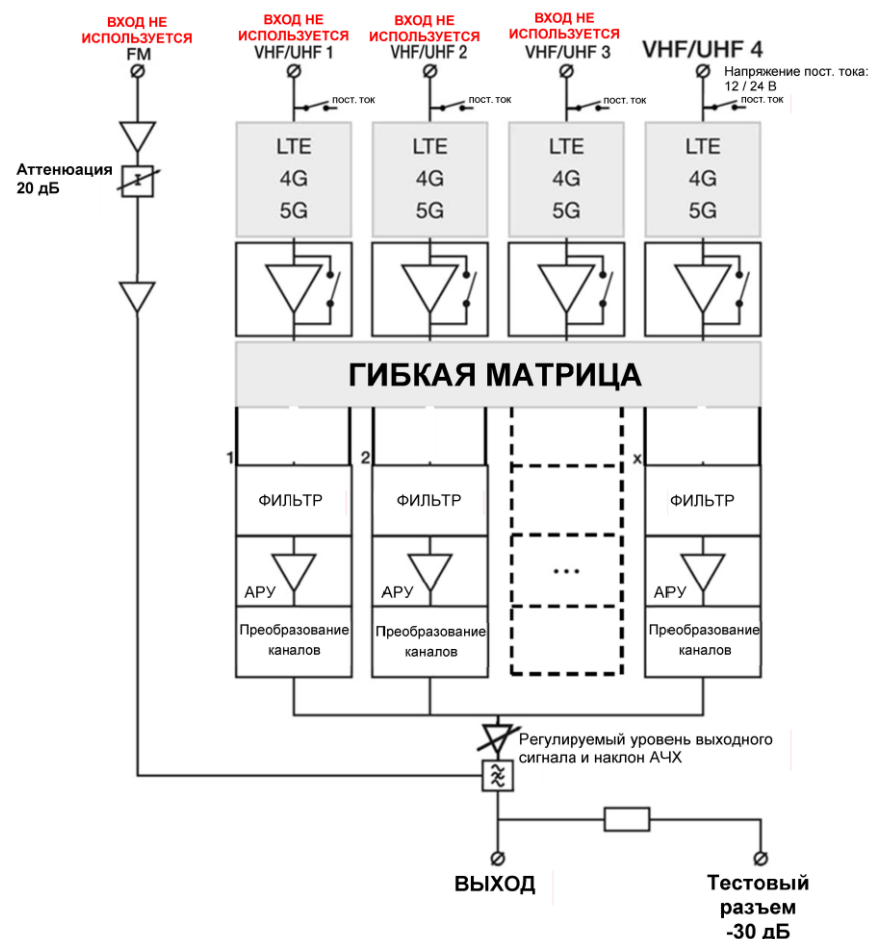 ВХОД НЕ
ИСПОЛЬЗУЕТСЯ
FM
ВХОД НЕ
ИСПОЛЬЗУЕТСЯ
VHF/UHF 1
ВХОД НЕ
ИСПОЛЬЗУЕТСЯ
VHF/UHF 2
ВХОД НЕ
ИСПОЛЬЗУЕТСЯ
VHF/UHF 3
VHF/UHF 4
Напряжение пост. тока:
12 / 24 В
пост. ток
пост. ток
пост. ток
пост. ток
Аттенюация
20 дБ
LTE
4G
5G
LTE
4G
5G
LTE
4G
5G
LTE
4G
5G
ГИБКАЯ МАТРИЦА
1
2
x
ФИЛЬТР
ФИЛЬТР
ФИЛЬТР
АРУ
АРУ
...
АРУ
Преобразование
каналов
Преобразование
каналов
Преобразование
каналов
Регулируемый уровень выходного
сигнала и наклон АЧХ
ВЫХОД
Тестовый
разъем
-30 дБ